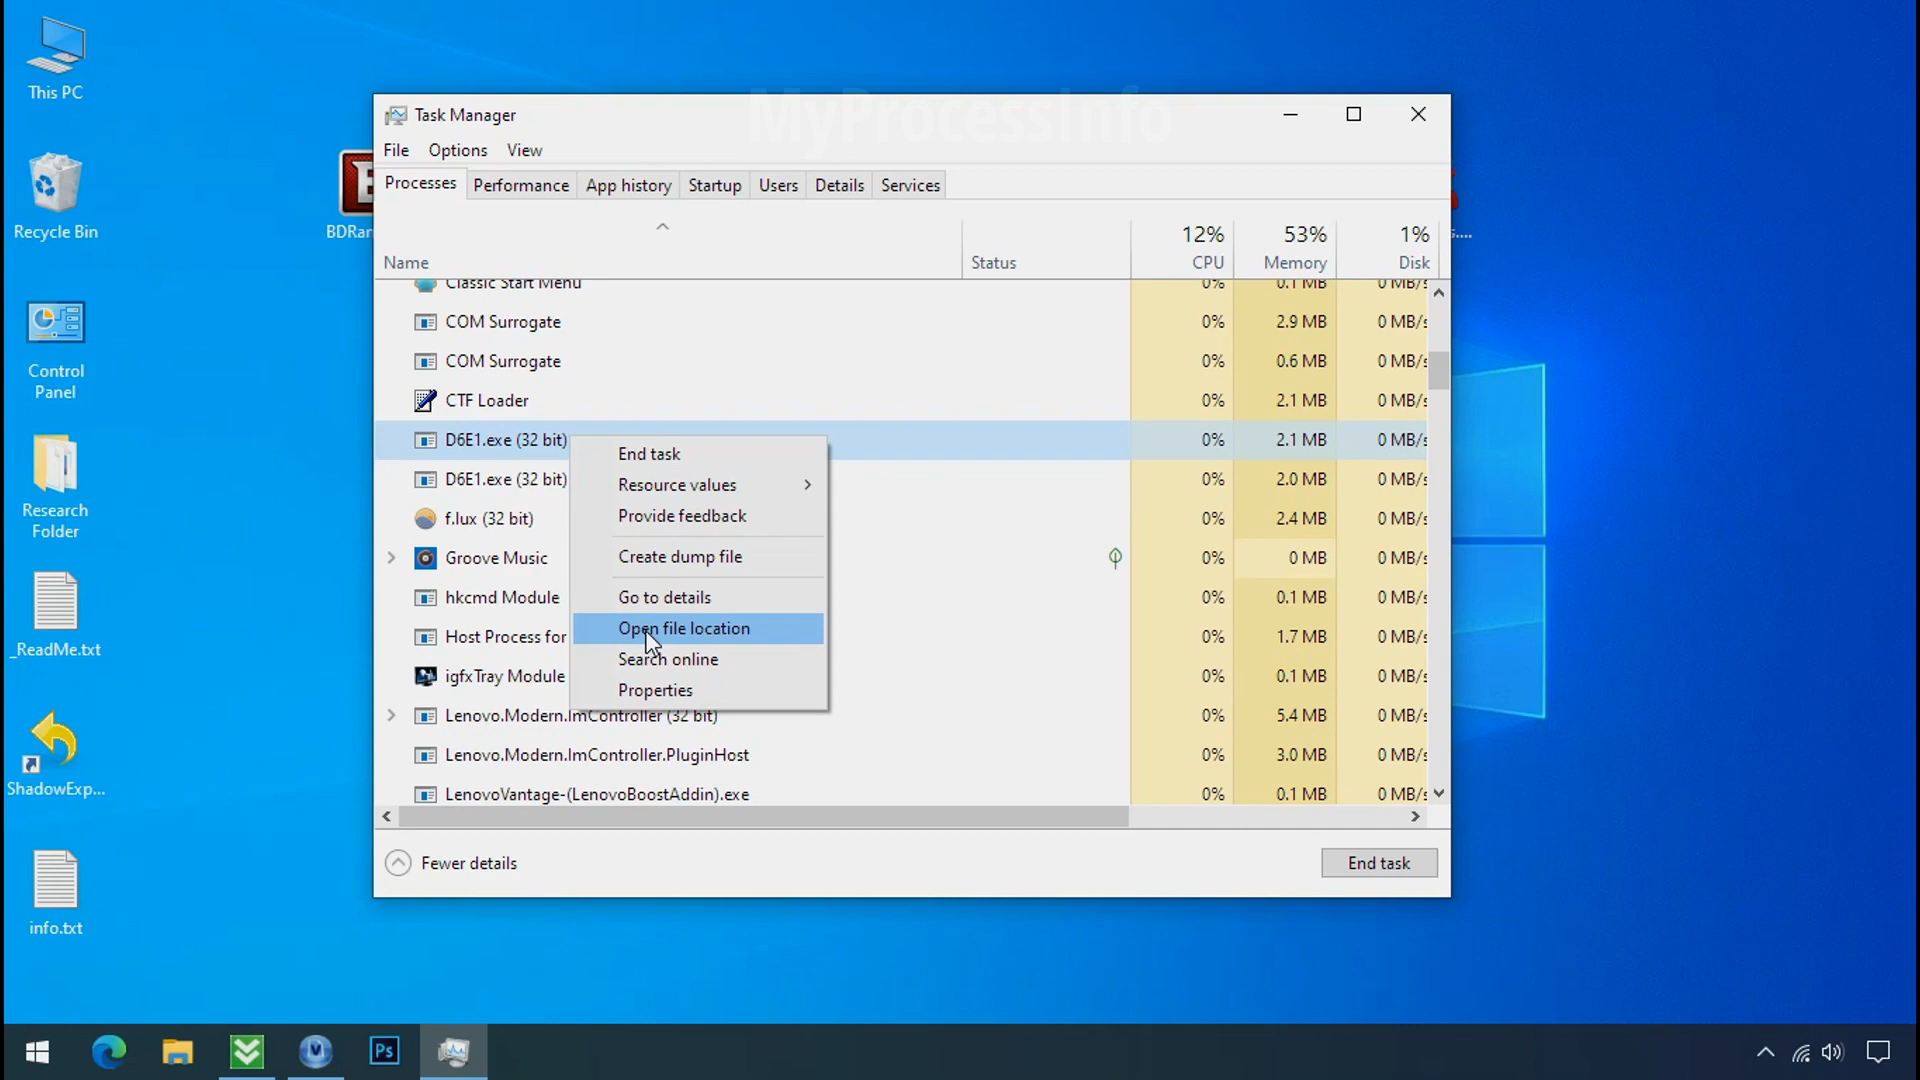 This PC
Recycle Bin
Control
Panel
Research
Folder
_ReadMe.txt
ShadowExp...
info.txt
BDRan
s....
MyProcessInfo
Task Manager
File Options View
Processes Performance App history Startup Users Details Services
12% 53% 1%
Name Status CPU Memory Disk
Classic Start Menu 0% 0.1 MB 0 MB/s
COM Surrogate 0% 2.9 MB 0 MB/s
COM Surrogate 0% 0.6 MB 0 MB/s
CTF Loader 0% 2.1 MB 0 MB/s
D6E1.exe (32 bit) 0% 2.1 MB 0 MB/s
D6E1.exe (32 bit) 0% 2.0 MB 0 MB/s
f.lux (32 bit) 0% 2.4 MB 0 MB/s
Groove Music 0% 0 MB 0 MB/s
hkcmd Module 0% 0.1 MB 0 MB/s
Host Process for 0% 1.7 MB 0 MB/s
igfxTray Module 0% 0.1 MB 0 MB/s
Lenovo.Modern.ImController (32 bit) 0% 5.4 MB 0 MB/s
Lenovo.Modern.ImController.PluginHost 0% 3.0 MB 0 MB/s
LenovoVantage-(LenovoBoostAddin).exe 0% 0.1 MB 0 MB/s
End task
Resource values
Provide feedback
Create dump file
Go to details
Open file location
Search online
Properties
Fewer details
End task
Ps